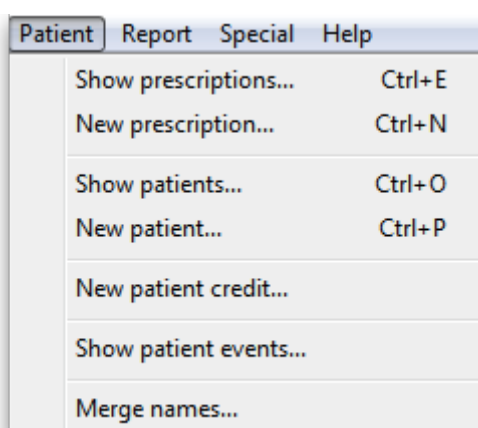 Patient Report Special Help
Show prescriptions... Ctrl+E
New prescription... Ctrl+N
Show patients... Ctrl+O
New patient... Ctrl+P
New patient credit...
Show patient events...
Merge names...